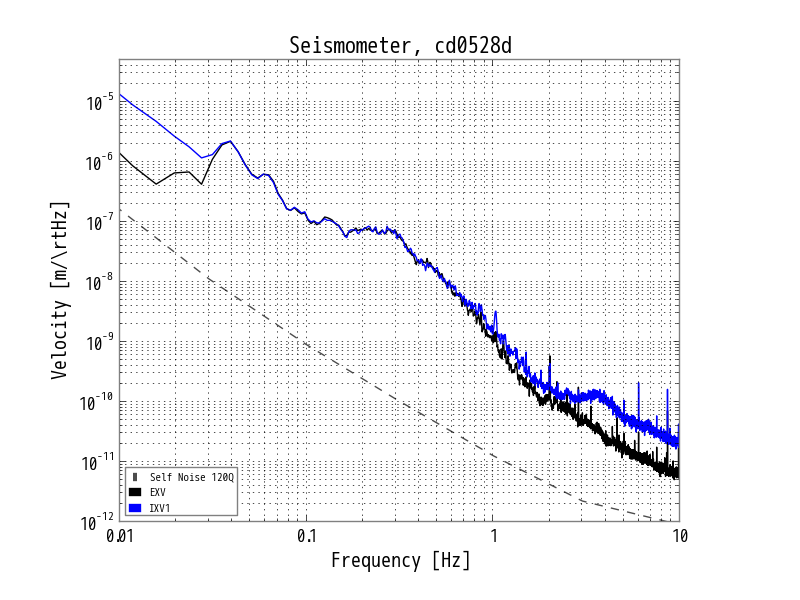 Seismometer, cd0528d
Velocity [m/\rtHz]
10^-5
10^-6
10^-7
10^-8
10^-9
10^-10
10^-11
10^-12
Self Noise 120Q
EXV
IXV1
0.01 0.1 1 10
Frequency [Hz]